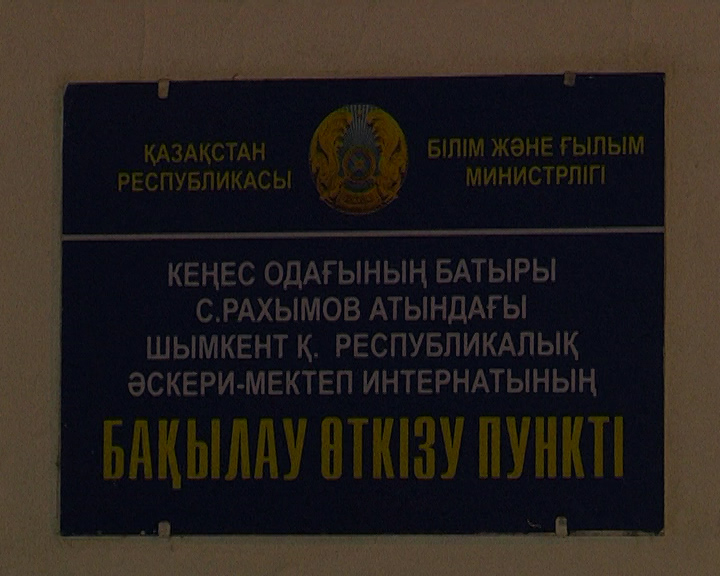 ҚАЗАҚСТАН
РЕСПУБЛИКАСЫ
БІЛІМ ЖӘНЕ ҒЫЛЫМ
МИНИСТРЛІГІ
КЕҢЕС ОДАҒЫНЫҢ БАТЫРЫ
С.РАХЫМОВ АТЫНДАҒЫ
ШЫМКЕНТ Қ. РЕСПУБЛИКАЛЫҚ
ӘСКЕРИ-МЕКТЕП ИНТЕРНАТЫНЫҢ
БАҚЫЛАУ ӨТКІЗУ ПУНКТІ